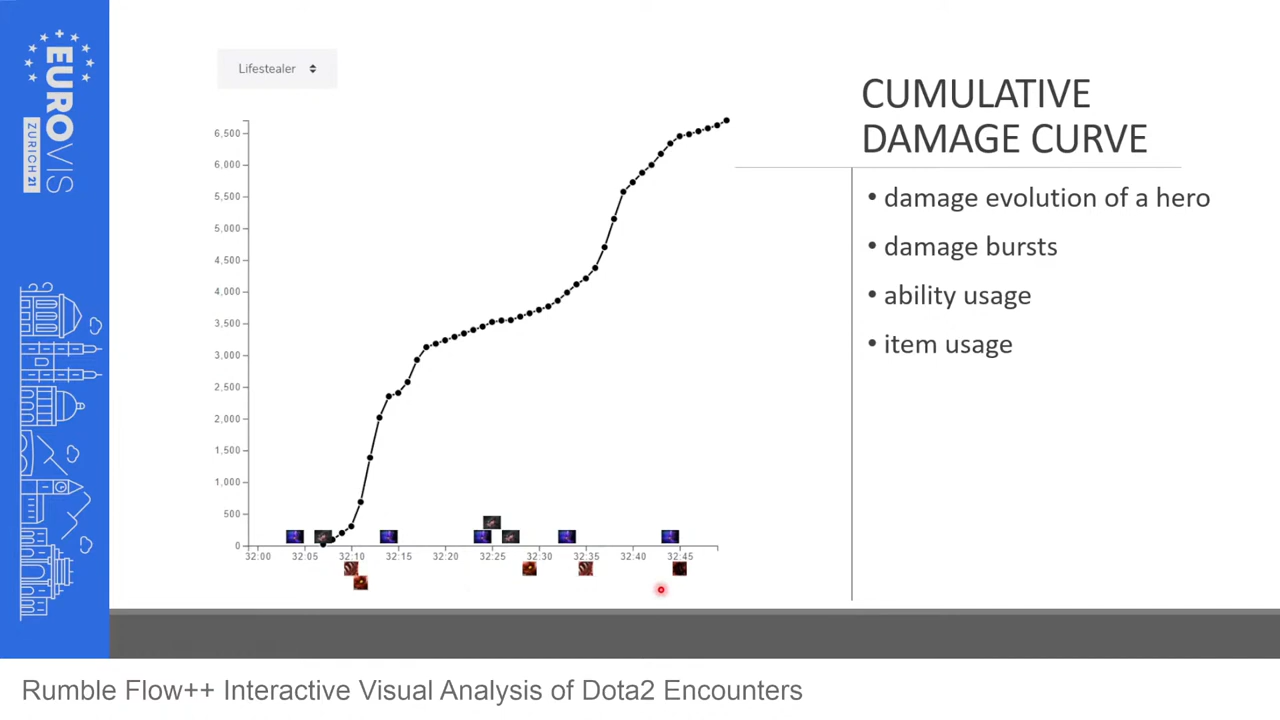 EUROVIS
ZURICH 21
Lifestealer
CUMULATIVE
DAMAGE CURVE
• damage evolution of a hero
• damage bursts
• ability usage
• item usage
6,500
6,000
5,500
5,000
4,500
4,000
3,500
3,000
2,500
2,000
1,500
1,000
500
0
32:00 32:05 32:10 32:15 32:20 32:25 32:30 32:35 32:40 32:45
Rumble Flow++ Interactive Visual Analysis of Dota2 Encounters